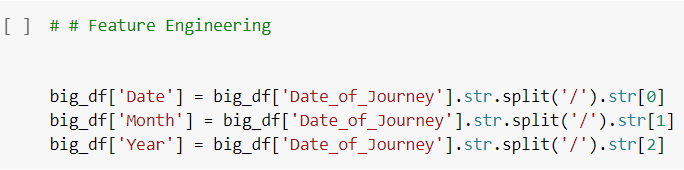 [ ] # # Feature Engineering
big_df['Date'] = big_df['Date_of_Journey'].str.split('/').str[0]
big_df['Month'] = big_df['Date_of_Journey'].str.split('/').str[1]
big_df['Year'] = big_df['Date_of_Journey'].str.split('/').str[2]